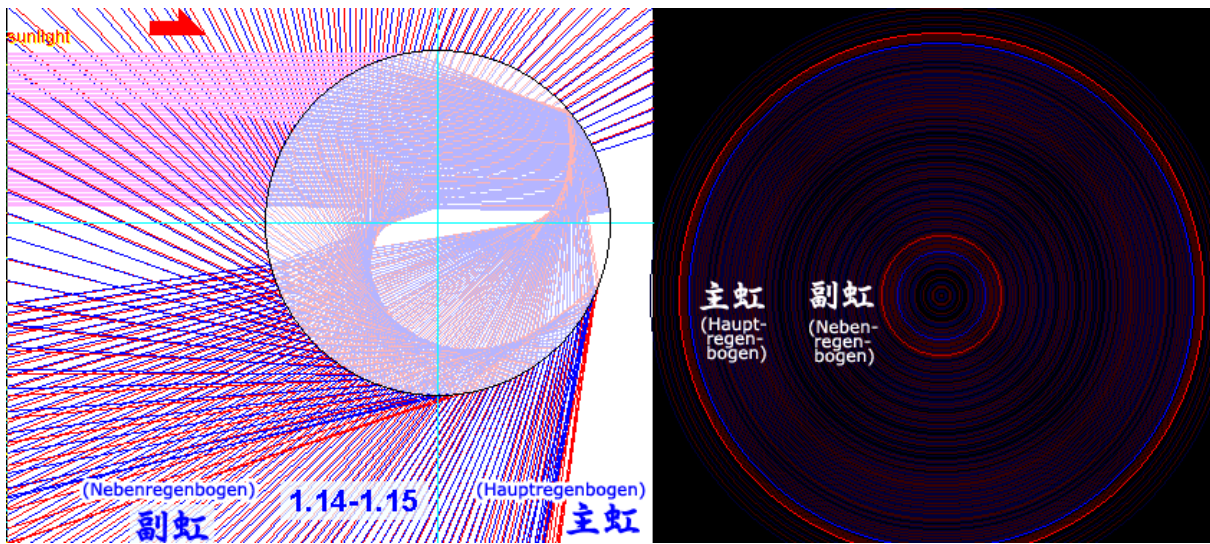 sunlight
(Nebenregenbogen)
副虹
1.14-1.15
(Hauptregenbogen)
主虹
主虹
(Haupt-
regen-
bogen)
副虹
(Neben-
regen-
bogen)